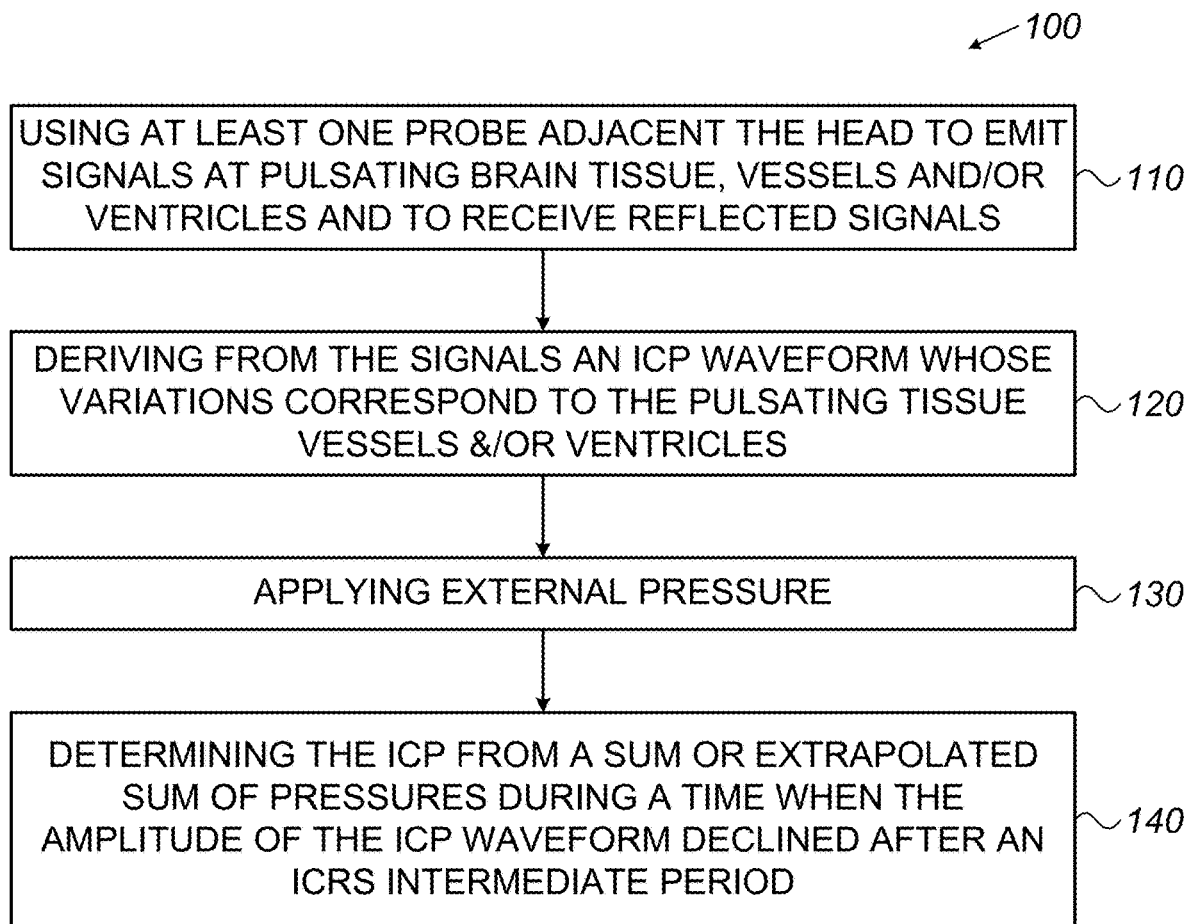 100
USING AT LEAST ONE PROBE ADJACENT THE HEAD TO EMIT
SIGNALS AT PULSATING BRAIN TISSUE, VESSELS AND/OR
VENTRICLES AND TO RECEIVE REFLECTED SIGNALS
110
DERIVING FROM THE SIGNALS AN ICP WAVEFORM WHOSE
VARIATIONS CORRESPOND TO THE PULSATING TISSUE
VESSELS &/OR VENTRICLES
120
APPLYING EXTERNAL PRESSURE
130
DETERMINING THE ICP FROM A SUM OR EXTRAPOLATED
SUM OF PRESSURES DURING A TIME WHEN THE
AMPLITUDE OF THE ICP WAVEFORM DECLINED AFTER AN
ICRS INTERMEDIATE PERIOD
140